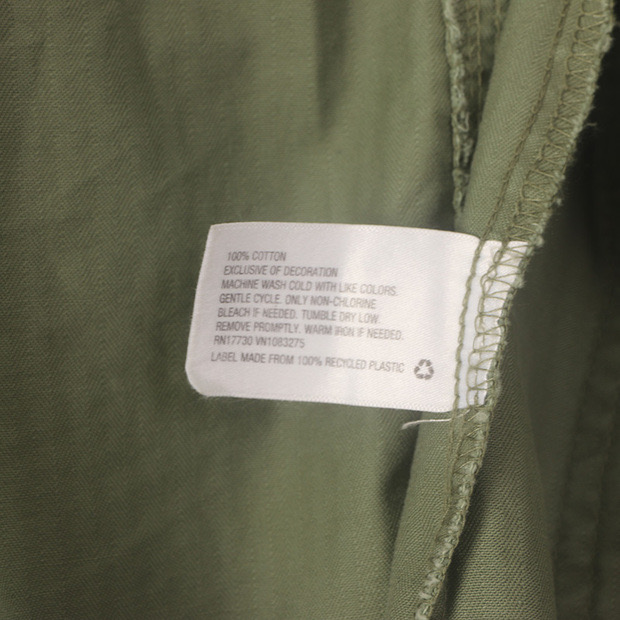 100% COTTON
EXCLUSIVE OF DECORATION
MACHINE WASH COLD WITH LIKE COLORS.
GENTLE CYCLE. ONLY NON-CHLORINE
BLEACH IF NEEDED. TUMBLE DRY LOW.
REMOVE PROMPTLY. WARM IRON IF NEEDED.
RN17730 VN1083275
LABEL MADE FROM 100% RECYCLED PLASTIC